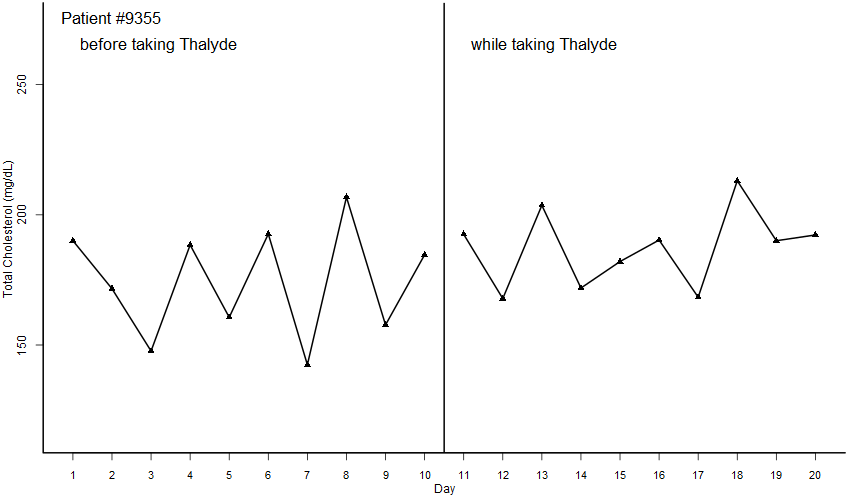 Patient #9355
before taking Thalyde
while taking Thalyde
Total Cholesterol (mg/dL)
250
200
150
1 2 3 4 5 6 7 8 9 10 11 12 13 14 15 16 17 18 19 20
Day